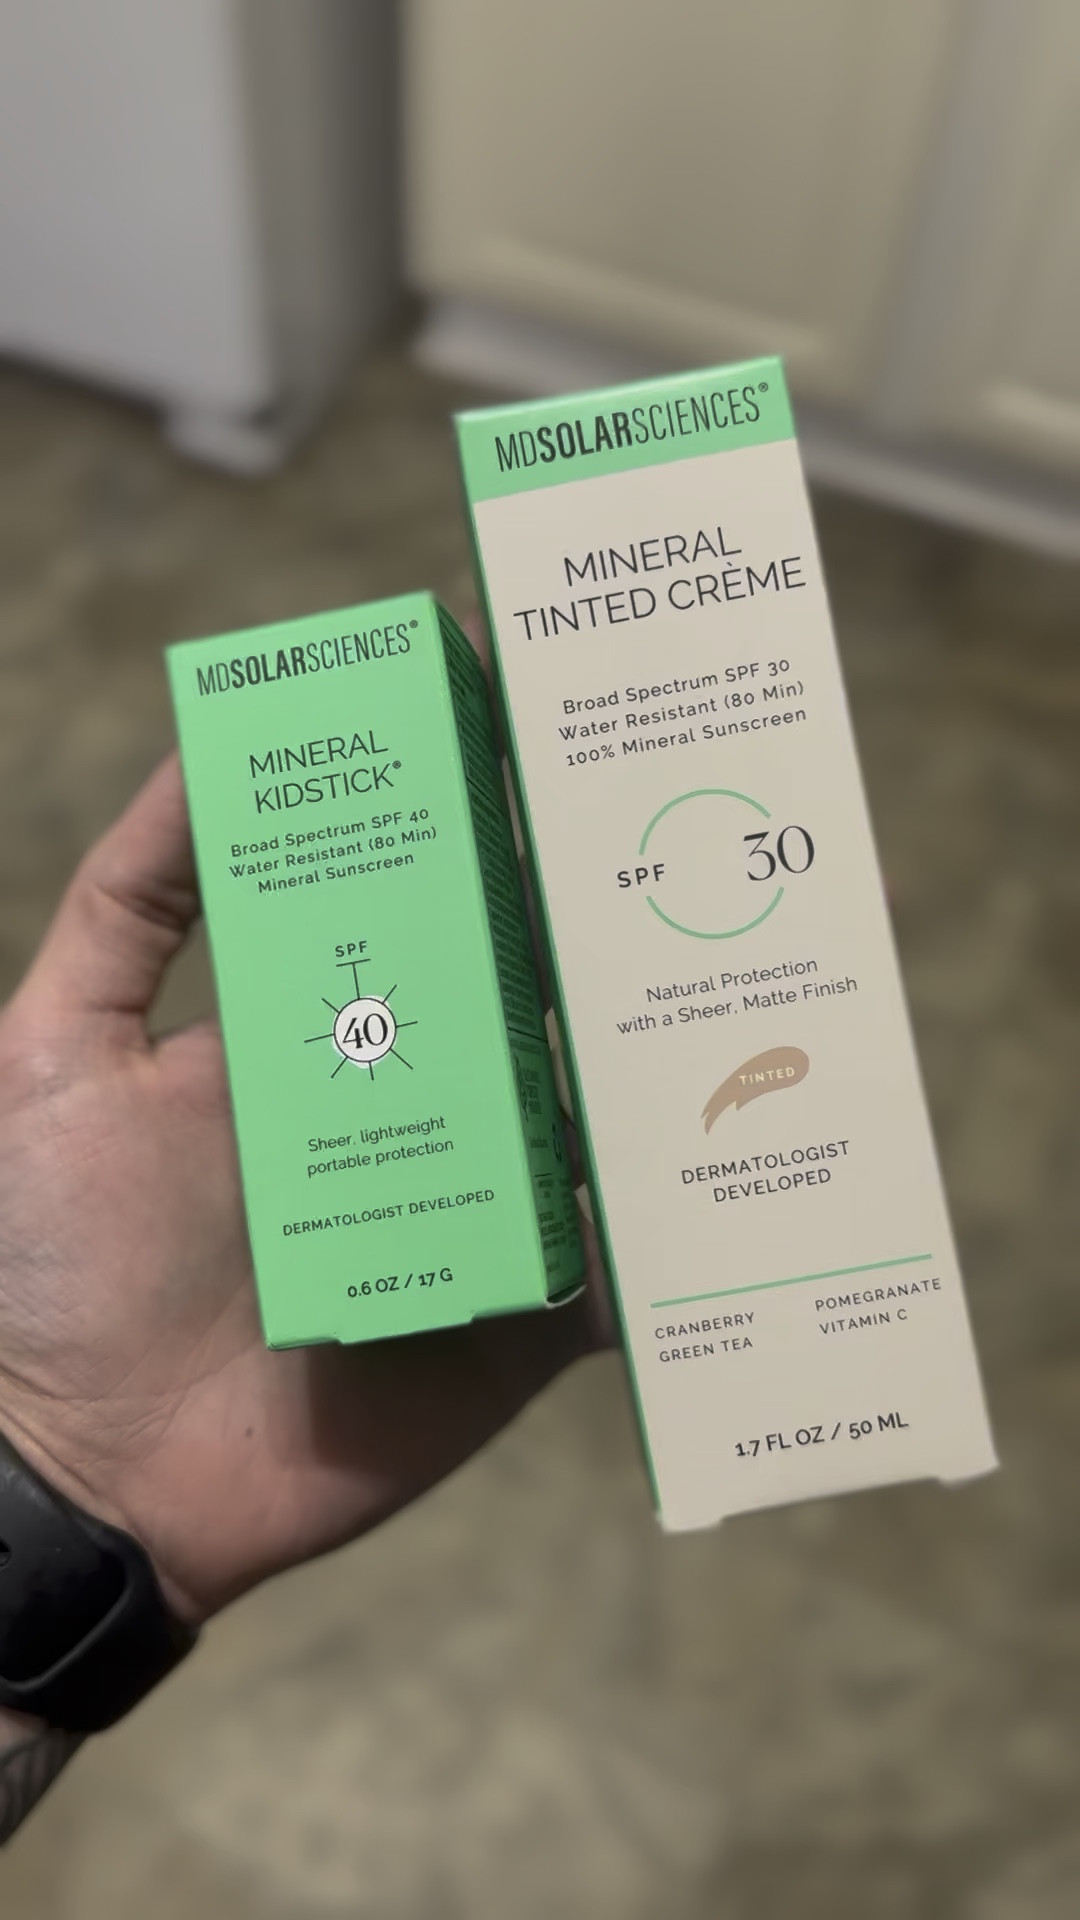 MDSOLARSCIENCES®
MINERAL
KIDSTICK®
Broad Spectrum SPF 40
Water Resistant (80 Min)
Mineral Sunscreen
SPF
40
Sheer, lightweight
portable protection
DERMATOLOGIST DEVELOPED
0.6 OZ / 17 G
MDSOLARSCIENCES®
MINERAL
TINTED CRÈME
Broad Spectrum SPF 30
Water Resistant (80 Min)
100% Mineral Sunscreen
SPF 30
Natural Protection
with a Sheer, Matte Finish
TINTED
DERMATOLOGIST
DEVELOPED
CRANBERRY POMEGRANATE
GREEN TEA VITAMIN C
1.7 FL OZ / 50 ML